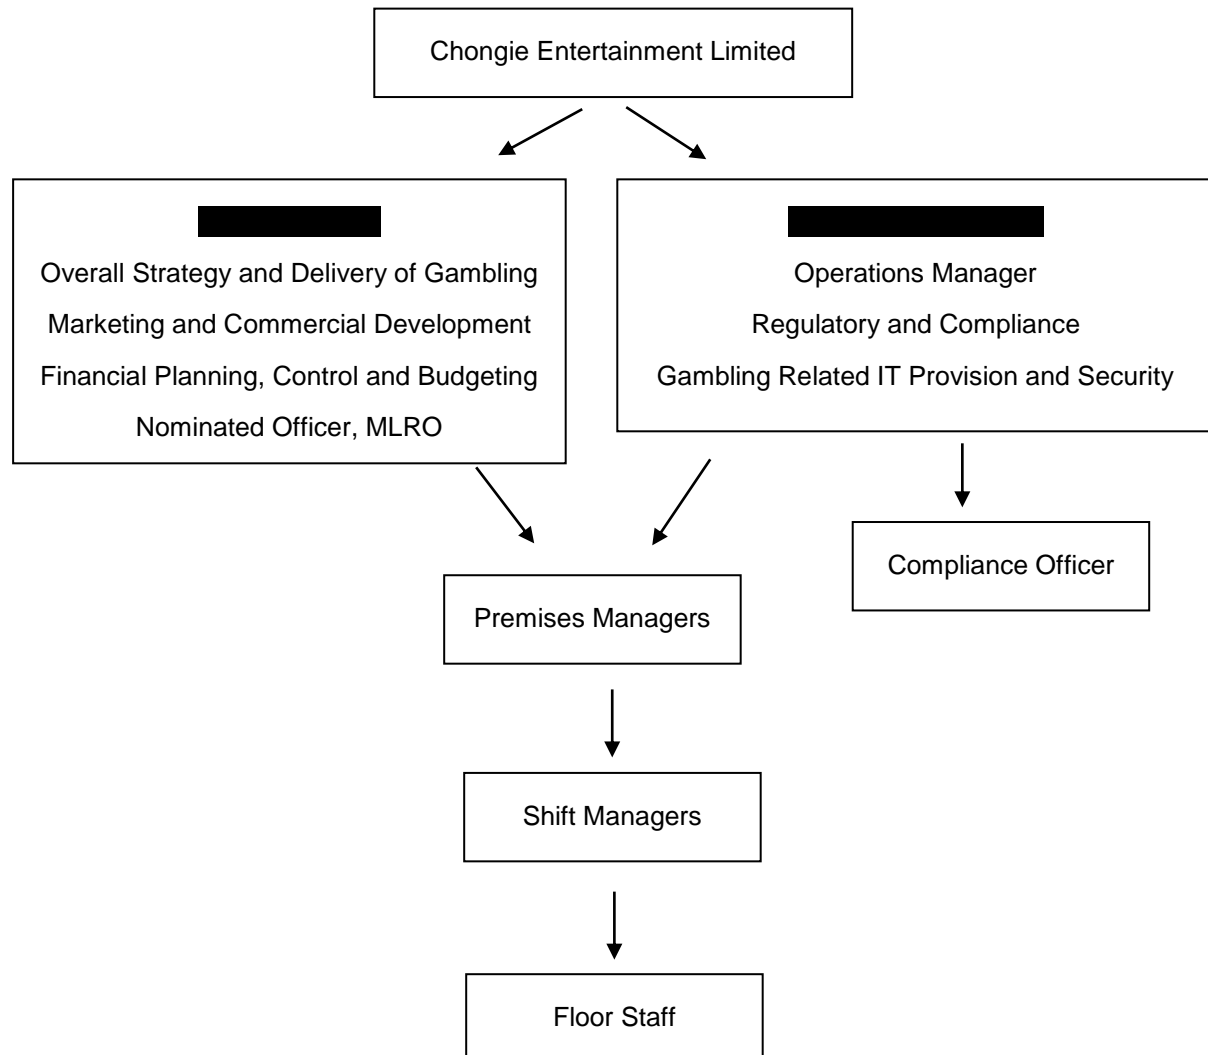 Chongie Entertainment Limited
Overall Strategy and Delivery of Gambling
Marketing and Commercial Development
Financial Planning, Control and Budgeting
Nominated Officer, MLRO
Operations Manager
Regulatory and Compliance
Gambling Related IT Provision and Security
Compliance Officer
Premises Managers
Shift Managers
Floor Staff